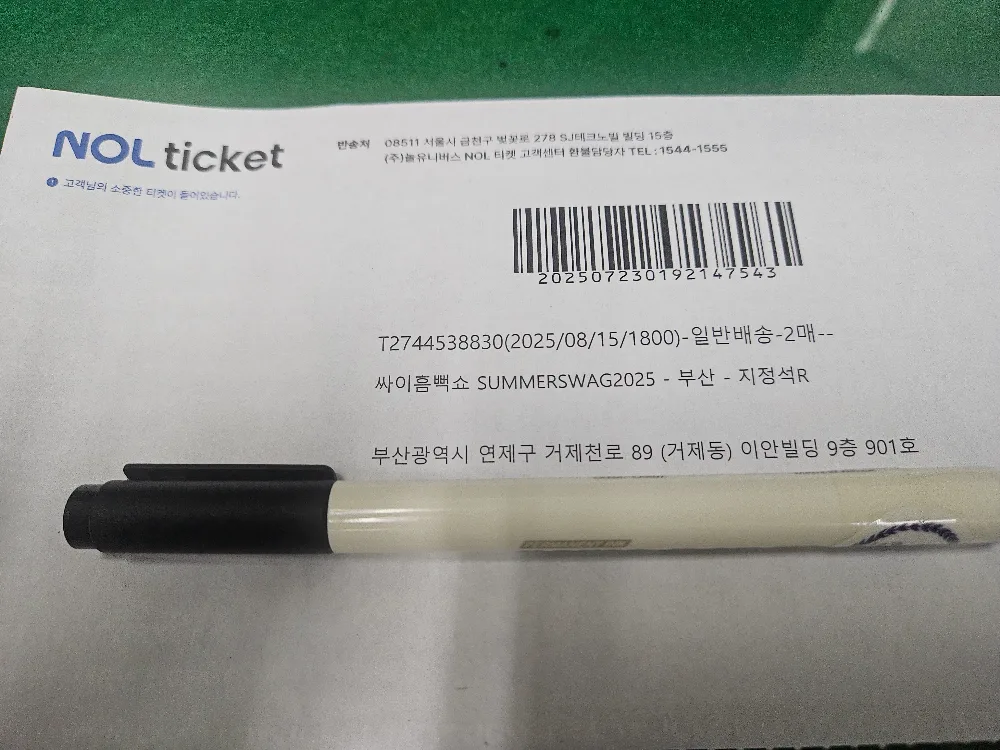 NOL ticket
고객님의 소중한 티켓이 들어있습니다.
반송처 08511 서울시 금천구 벚꽃로 278 SJ테크노빌 빌딩 15층
(주)놀유니버스 NOL 티켓 고객센터 환불담당자 TEL : 1544-1555
202507230192147543
T2744538830(2025/08/15/1800)-일반배송-2매--
싸이흠뻑쇼 SUMMERSWAG2025 - 부산 - 지정석R
부산광역시 연제구 거제천로 89 (거제동) 이안빌딩 9층 901호
PERMANENT INK